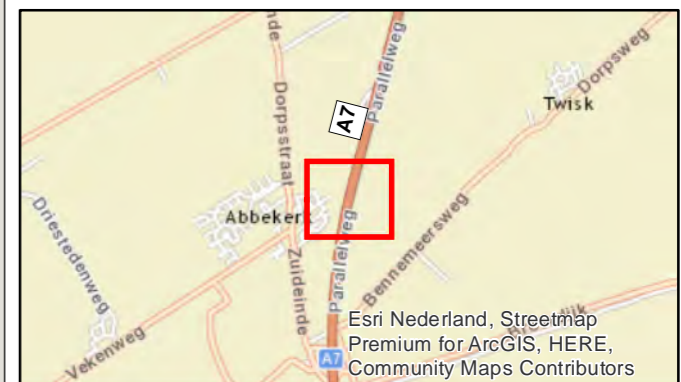 nde
Parallelweg
Dorpsweg
Dorpsstraat
A7
Twisk
Driestedenweg
Abbekerk
Parallelweg
Bennemeersweg
Zuideinde
Vekenweg
A7
Esri Nederland, Streetmap
Premium for ArcGIS, HERE,
Community Maps Contributors